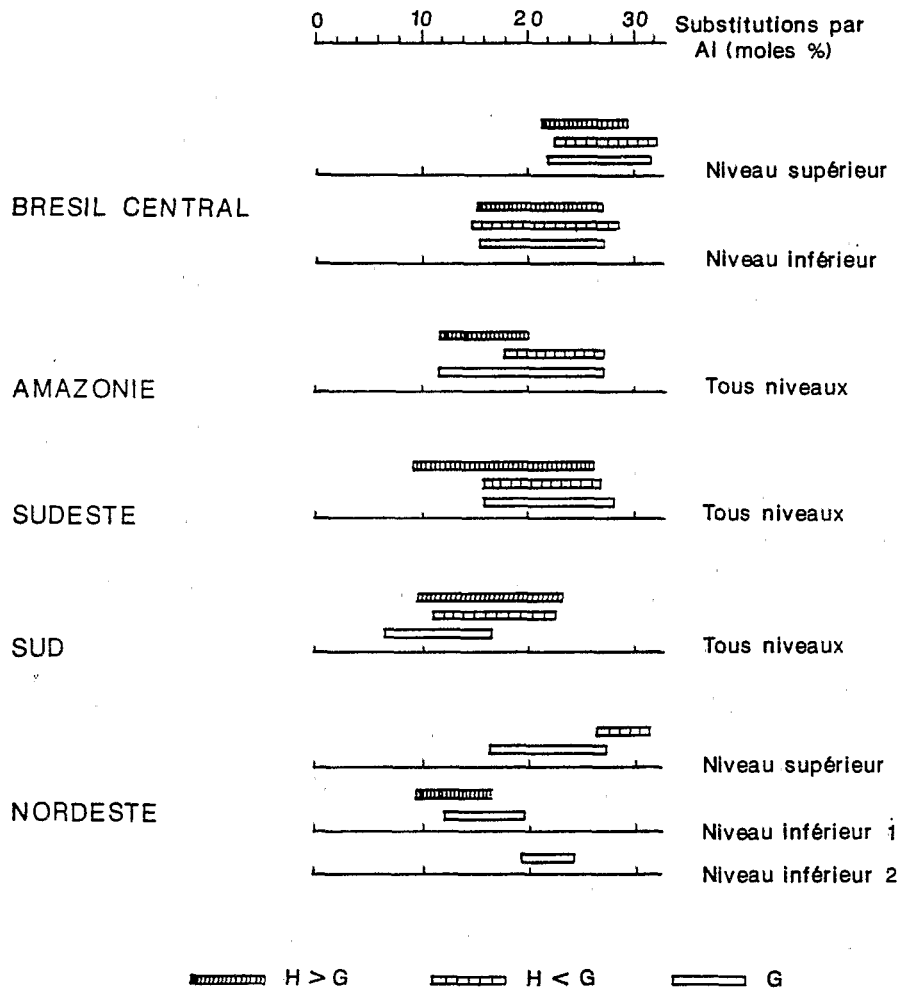 0 10 20 30 Substitutions par
Al (moles %)
Niveau supérieur
BRESIL CENTRAL
Niveau inférieur
AMAZONIE Tous niveaux
SUDESTE Tous niveaux
SUD Tous niveaux
Niveau supérieur
NORDESTE
Niveau inférieur 1
Niveau inférieur 2
H > G H < G G